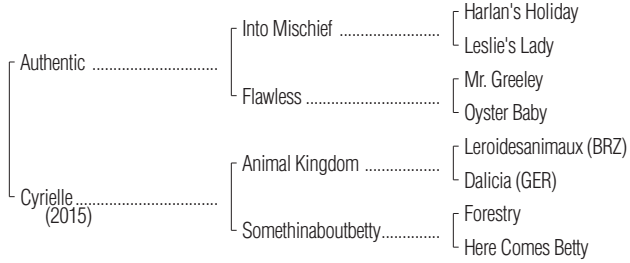 Harlan's Holiday
Into Mischief ....................
Leslie's Lady
Authentic .........................
Mr. Greeley
Flawless ...........................
Oyster Baby
Leroidesanimaux (BRZ)
Animal Kingdom ...............
Dalicia (GER)
Cyrielle .............................
(2015)
Forestry
Somethinaboutbetty............
Here Comes Betty